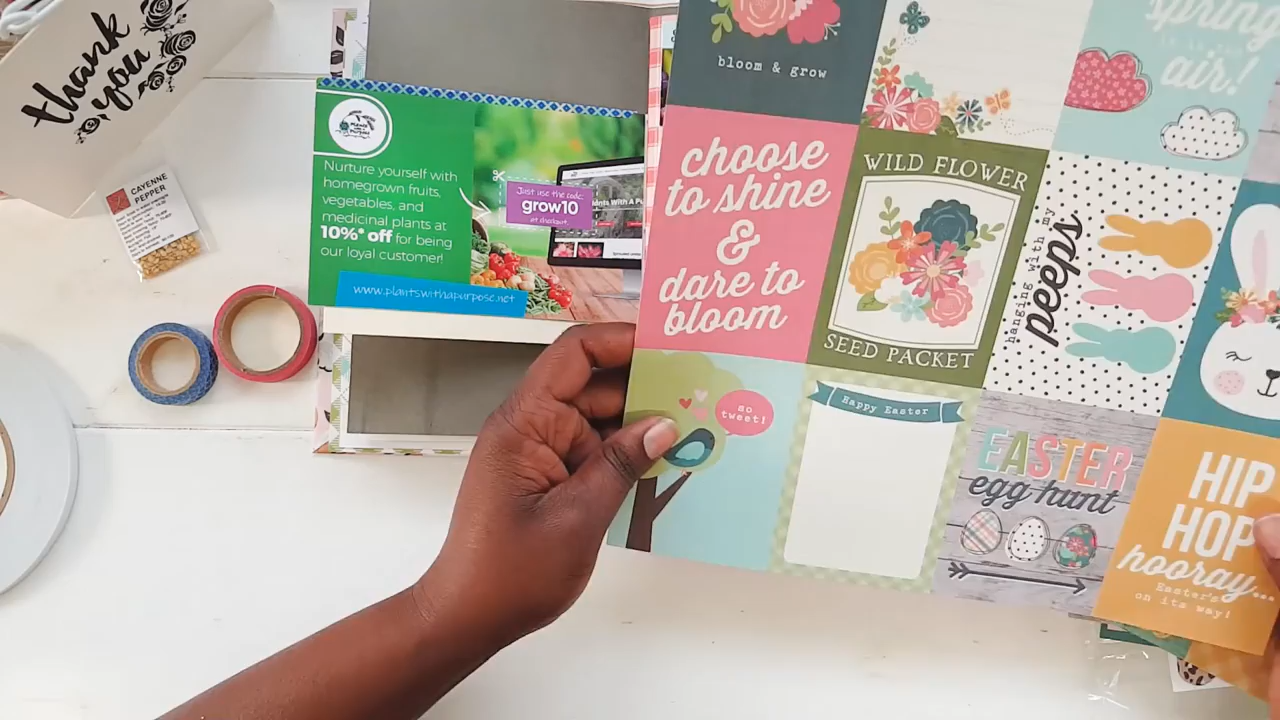 thank
you
CAYENNE
PEPPER
Nurture yourself with
homegrown fruits,
vegetables, and
medicinal plants at
10%* off for being
our loyal customer!
Just use the code:
grow10
at checkout
www.plantswithapurpose.net
bloom & grow
spring
air!
choose
to shine
&
dare to
bloom
WILD FLOWER
SEED PACKET
hanging with my
peeps
so
tweet!
Happy Easter
EASTER
egg hunt
HIP
HOP
hooray...
Easter's
on its way!